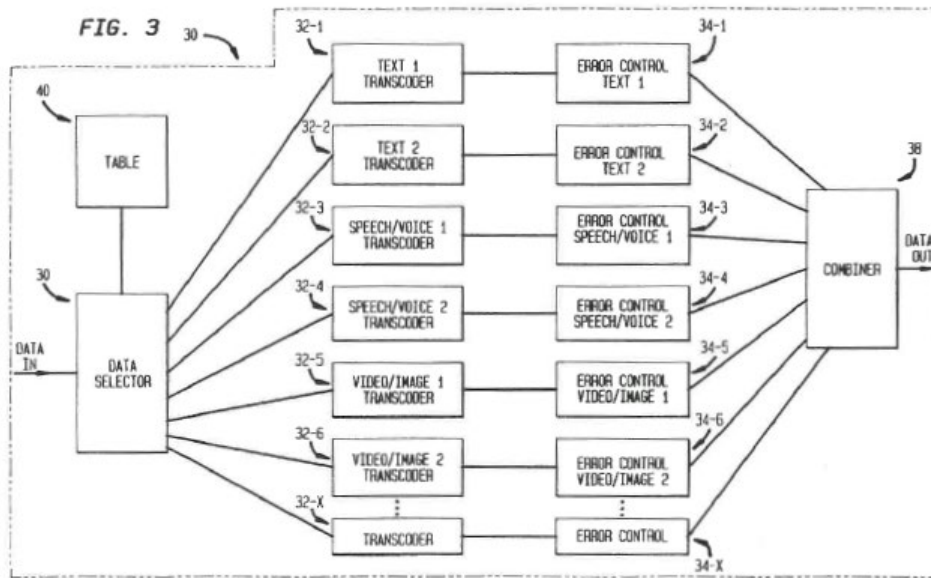 FIG. 3
30
32-1
34-1
TEXT 1
TRANSCODER
ERROR CONTROL
TEXT 1
40
TABLE
32-2
34-2
TEXT 2
TRANSCODER
ERROR CONTROL
TEXT 2
38
32-3
34-3
SPEECH/VOICE 1
TRANSCODER
ERROR CONTROL
SPEECH/VOICE 1
COMBINER
DATA
OUT
30
32-4
34-4
SPEECH/VOICE 2
TRANSCODER
ERROR CONTROL
SPEECH/VOICE 2
DATA
IN
DATA
SELECTOR
32-5
34-5
VIDEO/IMAGE 1
TRANSCODER
ERROR CONTROL
VIDEO/IMAGE 1
32-6
34-6
VIDEO/IMAGE 2
TRANSCODER
ERROR CONTROL
VIDEO/IMAGE 2
32-X
TRANSCODER
ERROR CONTROL
34-X